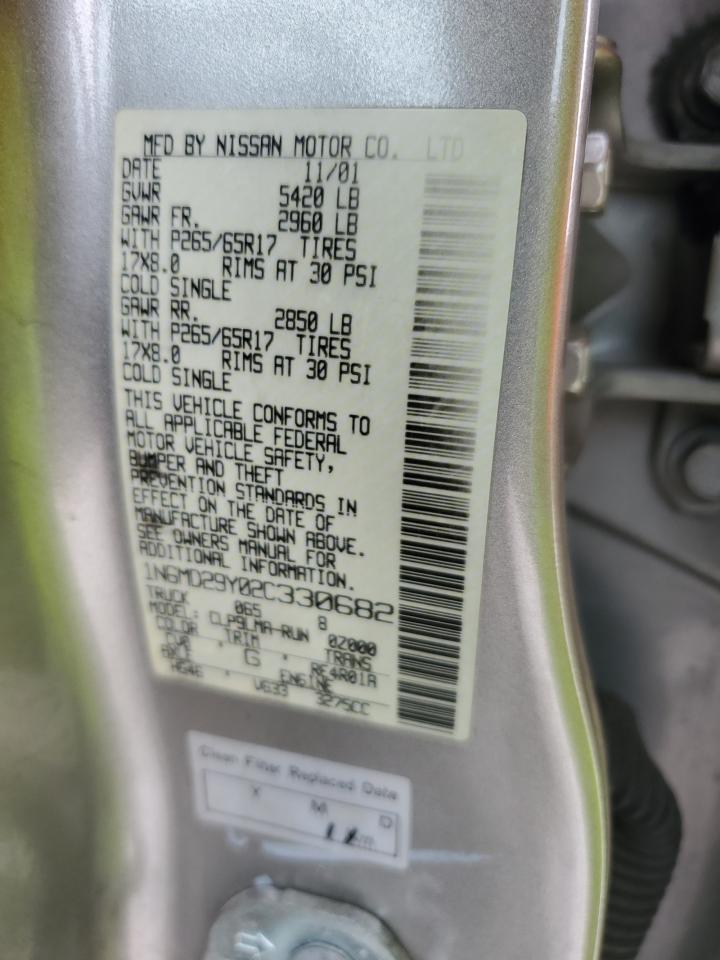 MFD BY NISSAN MOTOR CO. LTD
DATE 11/01
GVWR 5420 LB
GAWR FR. 2960 LB
WITH P265/65R17 TIRES
17X8.0 RIMS AT 30 PSI
COLD SINGLE
GAWR RR. 2850 LB
WITH P265/65R17 TIRES
17X8.0 RIMS AT 30 PSI
COLD SINGLE
THIS VEHICLE CONFORMS TO
ALL APPLICABLE FEDERAL
MOTOR VEHICLE SAFETY,
BUMPER AND THEFT
PREVENTION STANDARDS IN
EFFECT ON THE DATE OF
MANUFACTURE SHOWN ABOVE.
SEE OWNERS MANUAL FOR
ADDITIONAL INFORMATION.
1N6MD29Y02C330682
TRUCK 065 8
MODEL: CLP9LMA-RUN
COLOR TRIM 0Z000
G TRANS
AXLE RE4R01A
ENGINE
VG33 3275CC
Clean Filter Replaced Date
Y M D